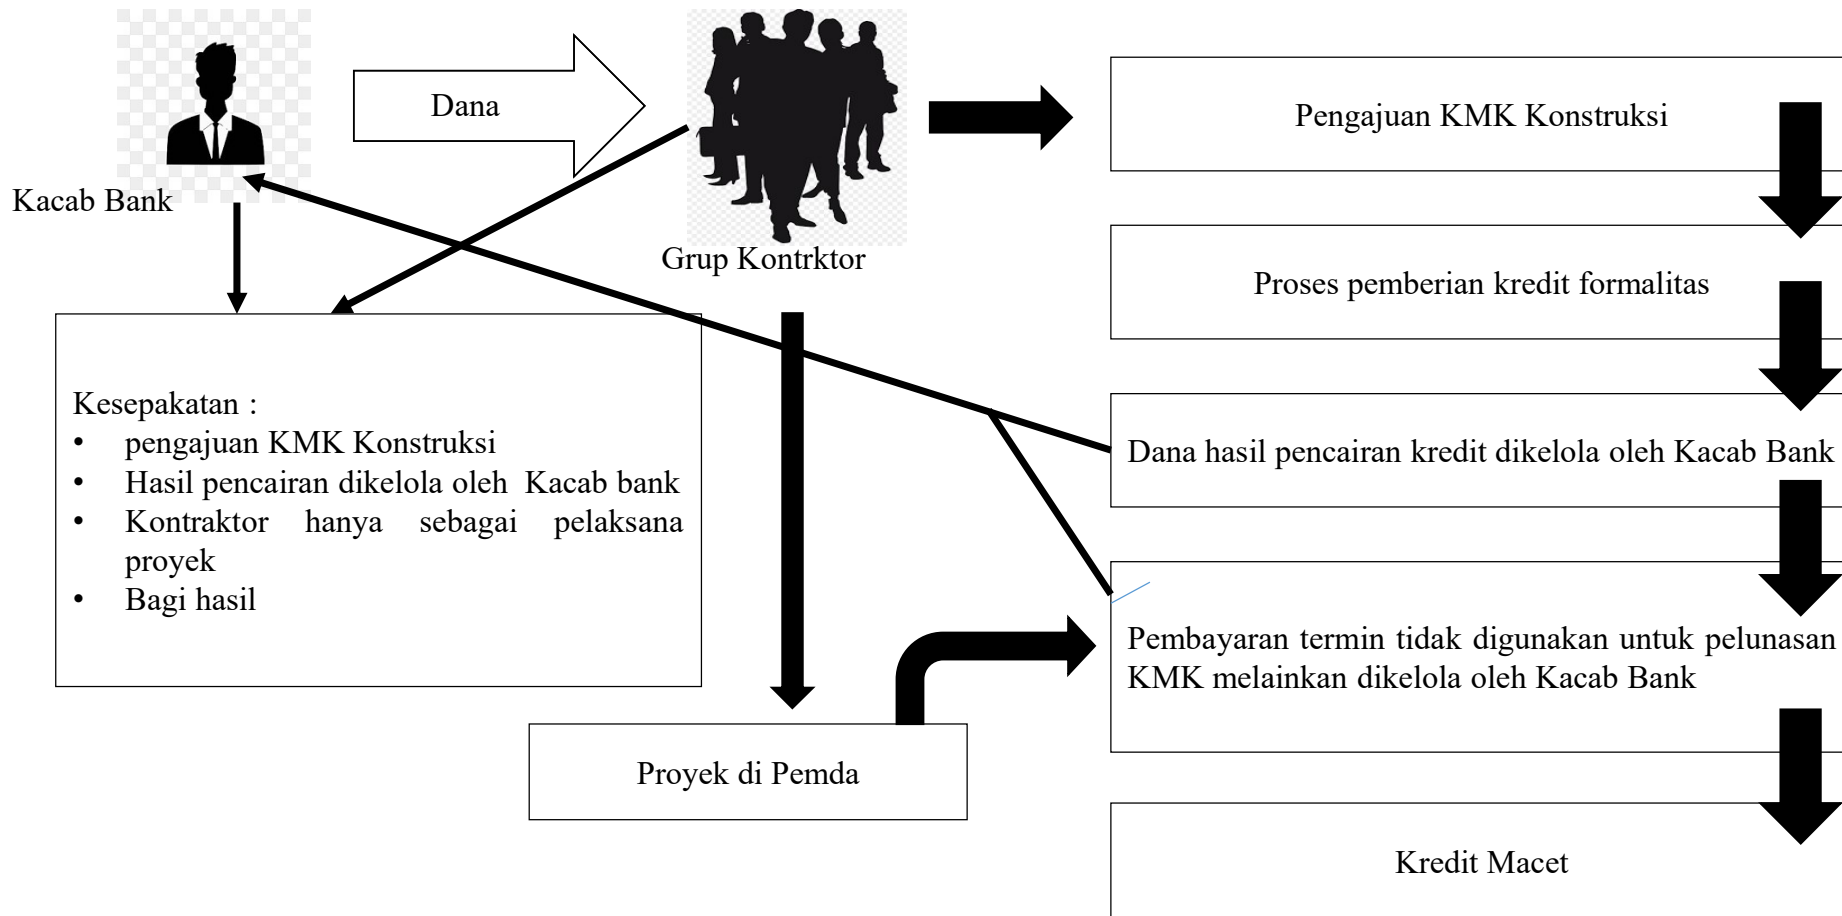 Dana
Kacab Bank
Grup Kontrktor
Kesepakatan :
• pengajuan KMK Konstruksi
• Hasil pencairan dikelola oleh Kacab bank
• Kontraktor hanya sebagai pelaksana
proyek
• Bagi hasil
Proyek di Pemda
Pengajuan KMK Konstruksi
Proses pemberian kredit formalitas
Dana hasil pencairan kredit dikelola oleh Kacab Bank
Pembayaran termin tidak digunakan untuk pelunasan
KMK melainkan dikelola oleh Kacab Bank
Kredit Macet